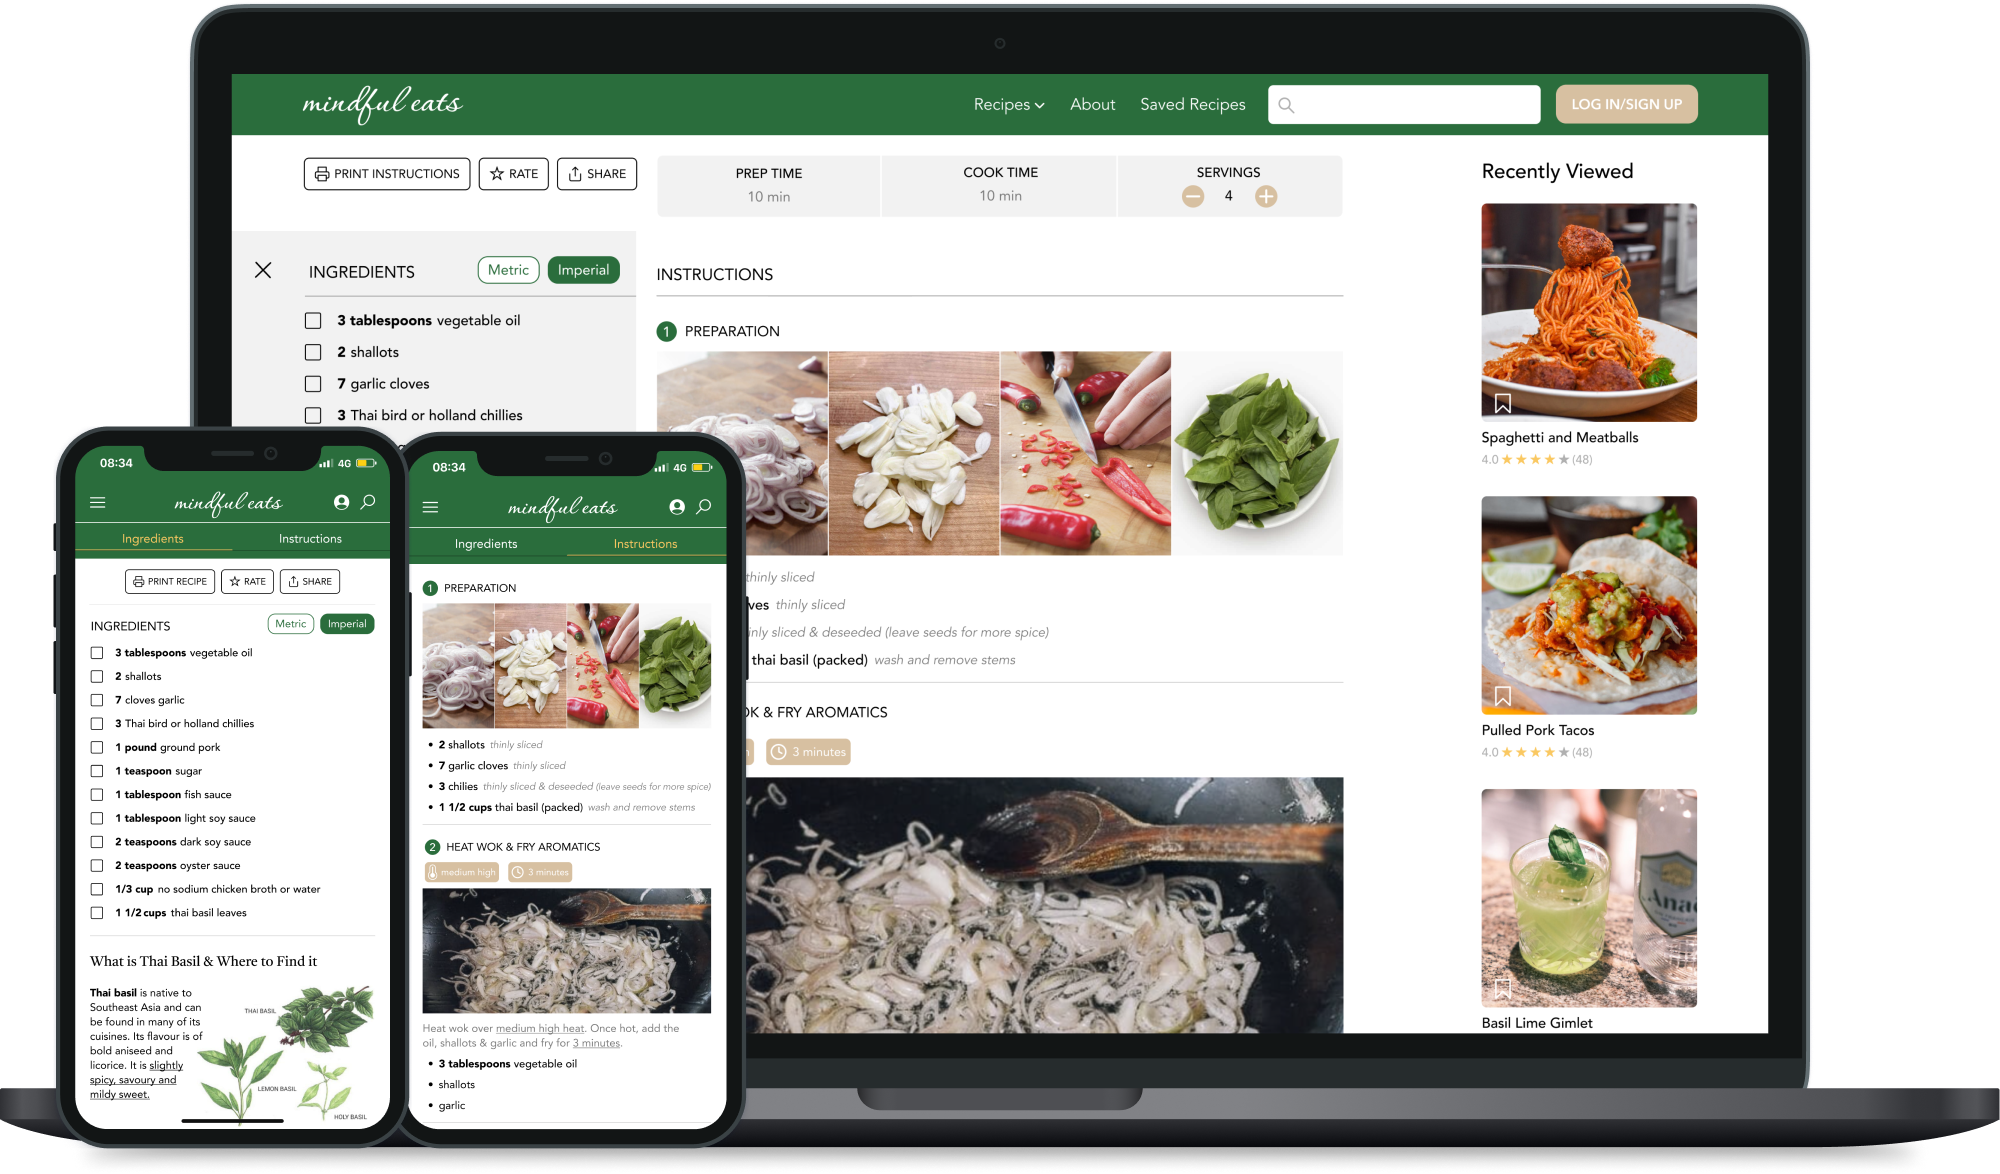 mindful eats
Recipes
About
Saved Recipes
LOG IN/SIGN UP
PRINT INSTRUCTIONS
RATE
SHARE
PREP TIME
10 min
COOK TIME
10 min
SERVINGS
4
INGREDIENTS
Metric
Imperial
3 tablespoons vegetable oil
2 shallots
7 garlic cloves
3 Thai bird or holland chillies
INSTRUCTIONS
1 PREPARATION
thinly sliced
thinly sliced
sliced & deseeded (leave seeds for more spice)
thai basil (packed) wash and remove stems
& FRY AROMATICS
3 minutes
Recently Viewed
Spaghetti and Meatballs
4.0 (48)
Pulled Pork Tacos
4.0 (48)
Basil Lime Gimlet
08:34
4G
mindful eats
Ingredients
Instructions
PRINT RECIPE
RATE
SHARE
INGREDIENTS
Metric
Imperial
3 tablespoons vegetable oil
2 shallots
7 cloves garlic
3 Thai bird or holland chillies
1 pound ground pork
1 teaspoon sugar
1 tablespoon fish sauce
1 tablespoon light soy sauce
2 teaspoons dark soy sauce
2 teaspoons oyster sauce
1/3 cup no sodium chicken broth or water
1 1/2 cups thai basil leaves
What is Thai Basil & Where to Find it
Thai basil is native to
Southeast Asia and can
be found in many of its
cuisines. Its flavour is of
bold aniseed and
licorice. It is slightly
spicy, savoury and
mildy sweet.
THAI BASIL
LEMON BASIL
HOLY BASIL
08:34
4G
mindful eats
Ingredients
Instructions
1 PREPARATION
• 2 shallots thinly sliced
• 7 garlic cloves thinly sliced
• 3 chilies thinly sliced & deseeded (leave seeds for more spice)
• 1 1/2 cups thai basil (packed) wash and remove stems
2 HEAT WOK & FRY AROMATICS
medium high
3 minutes
Heat wok over medium high heat. Once hot, add the
oil, shallots & garlic and fry for 3 minutes.
• 3 tablespoons vegetable oil
• shallots
• garlic